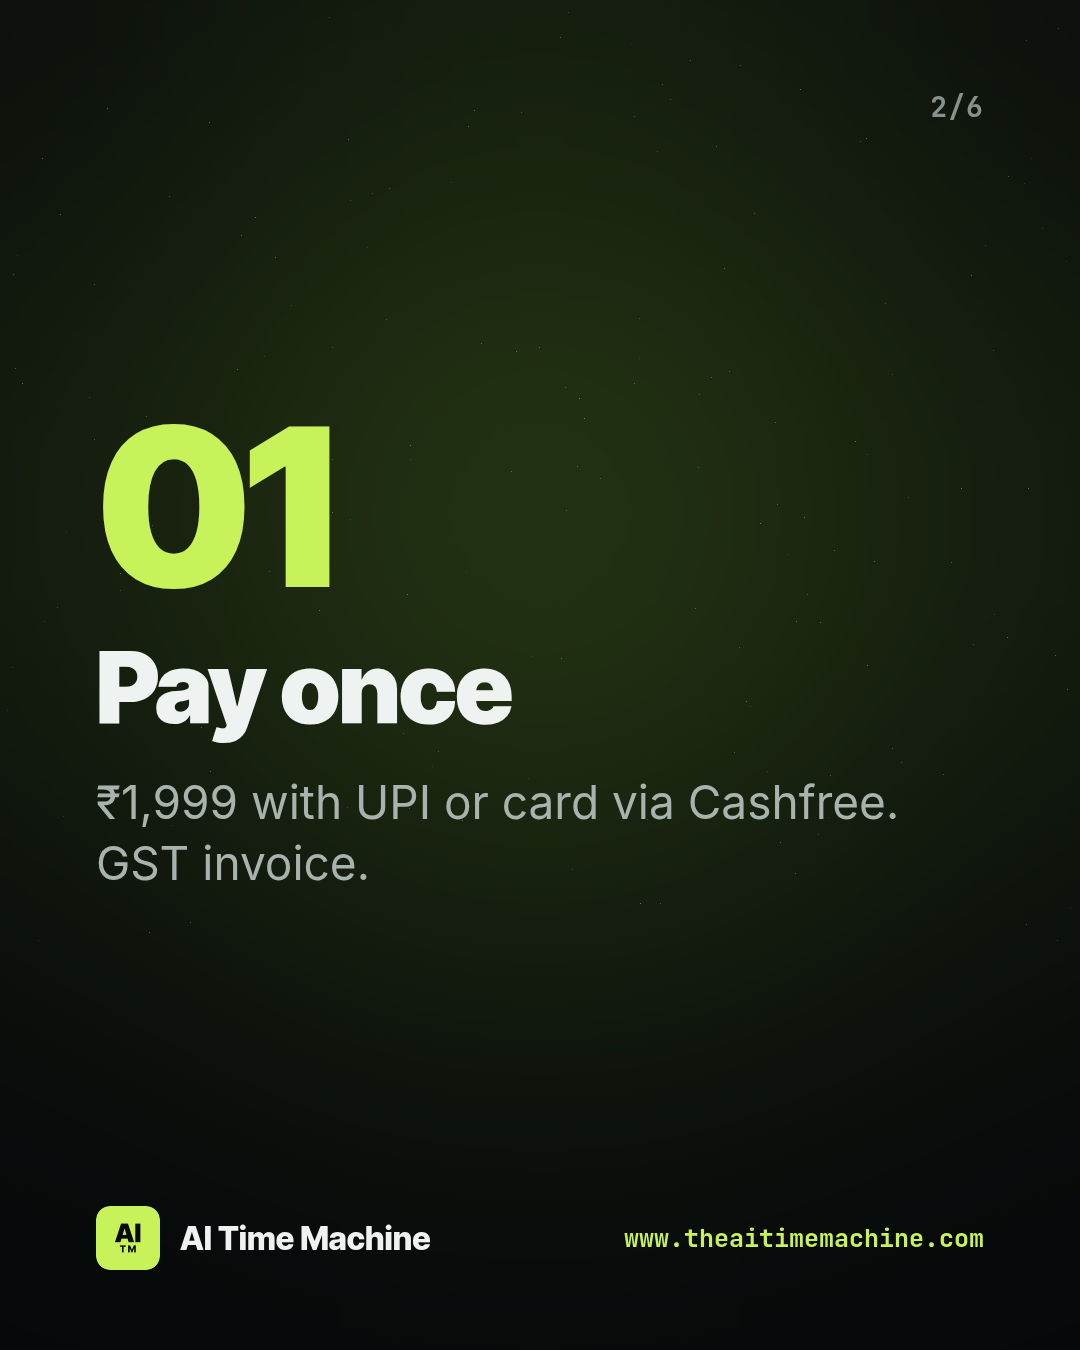 2/6
01
Pay once
₹1,999 with UPI or card via Cashfree.
GST invoice.
AI
TM
AI Time Machine
www.theaitimemachine.com